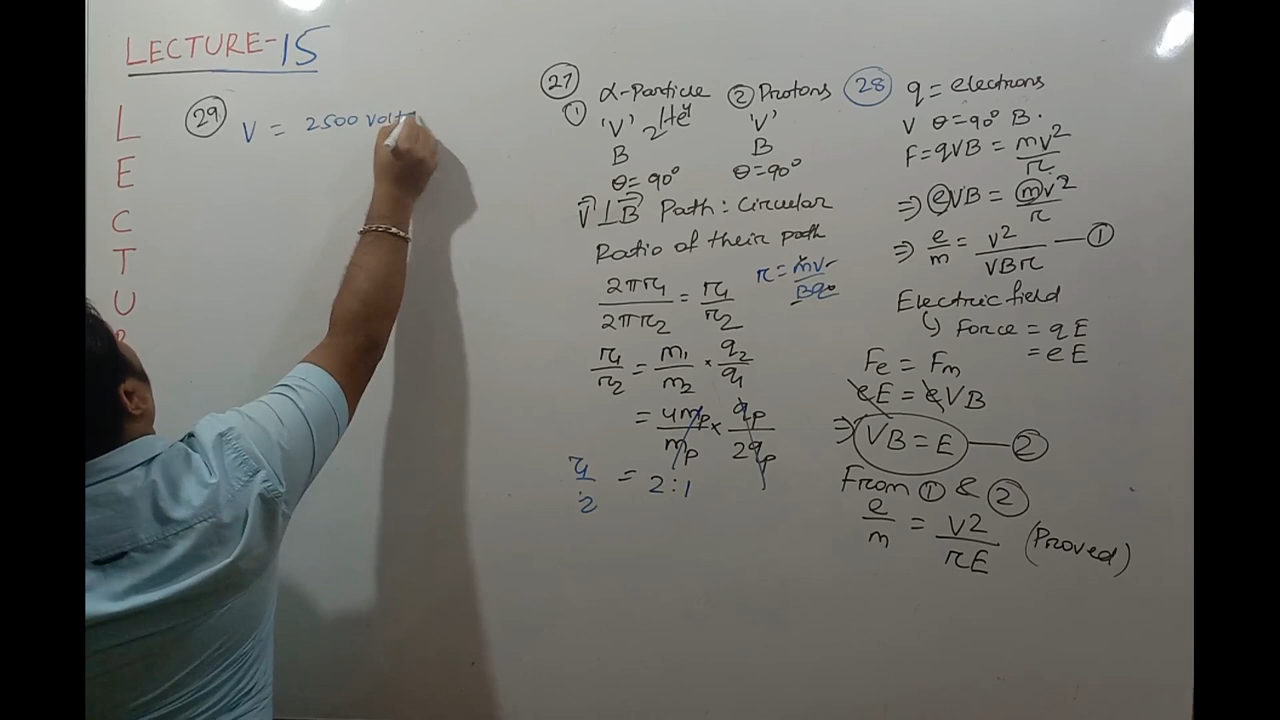 LECTURE-15
L
E
C
T
U
29 V = 2500 volt
27
1 α-Particle
'V' ₂He⁴
B
θ = 90°
2 Protons
'V'
B
θ = 90°
V⃗ ⊥ B⃗ Path : Circular
Ratio of their path
2πr₁/2πr₂ = r₁/r₂
r = mv/Bq
r₁/r₂ = m₁/m₂ × q₂/q₁
= 4mp/mp × qp/2qp
r₁/2 = 2:1
28 q = electrons
V θ = 90° B.
F = qVB = mv²/r
⇒ eVB = mv²/r
⇒ e/m = v²/VBr — 1
Electric field
↳ Force = qE
= eE
Fe = Fm
eE = eVB
⇒ VB = E — 2
From 1 & 2
e/m = v2/rE (Proved)